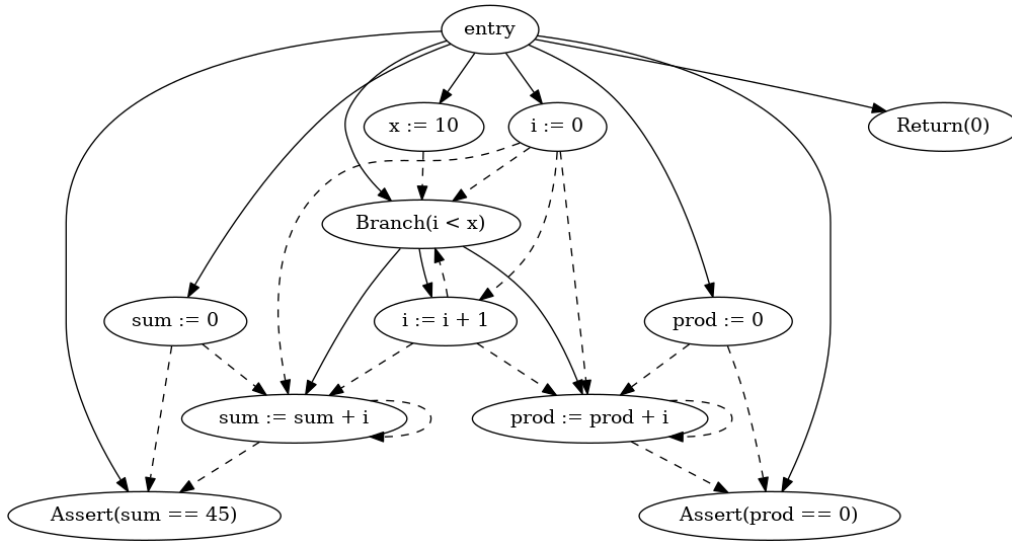 entry
x := 10
i := 0
Return(0)
Branch(i < x)
sum := 0
i := i + 1
prod := 0
sum := sum + i
prod := prod + i
Assert(sum == 45)
Assert(prod == 0)